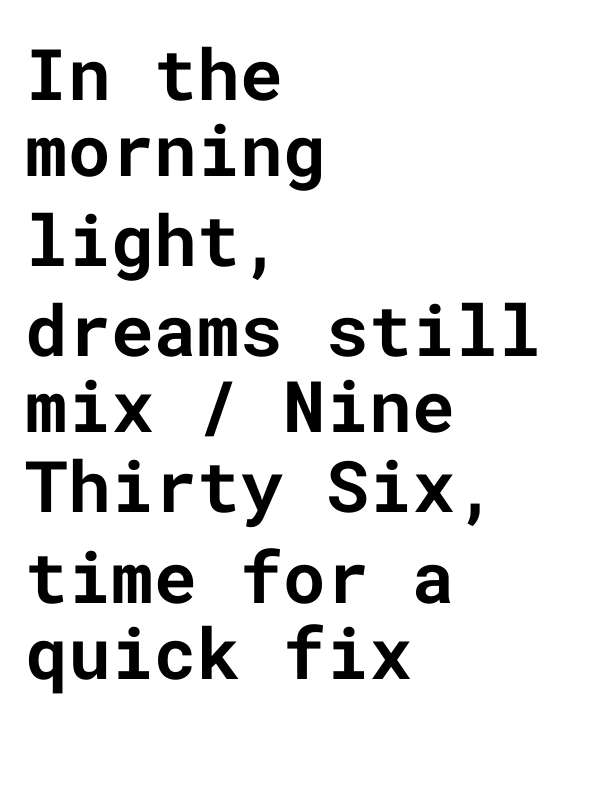 In the
morning
light,
dreams still
mix / Nine
Thirty Six,
time for a
quick fix